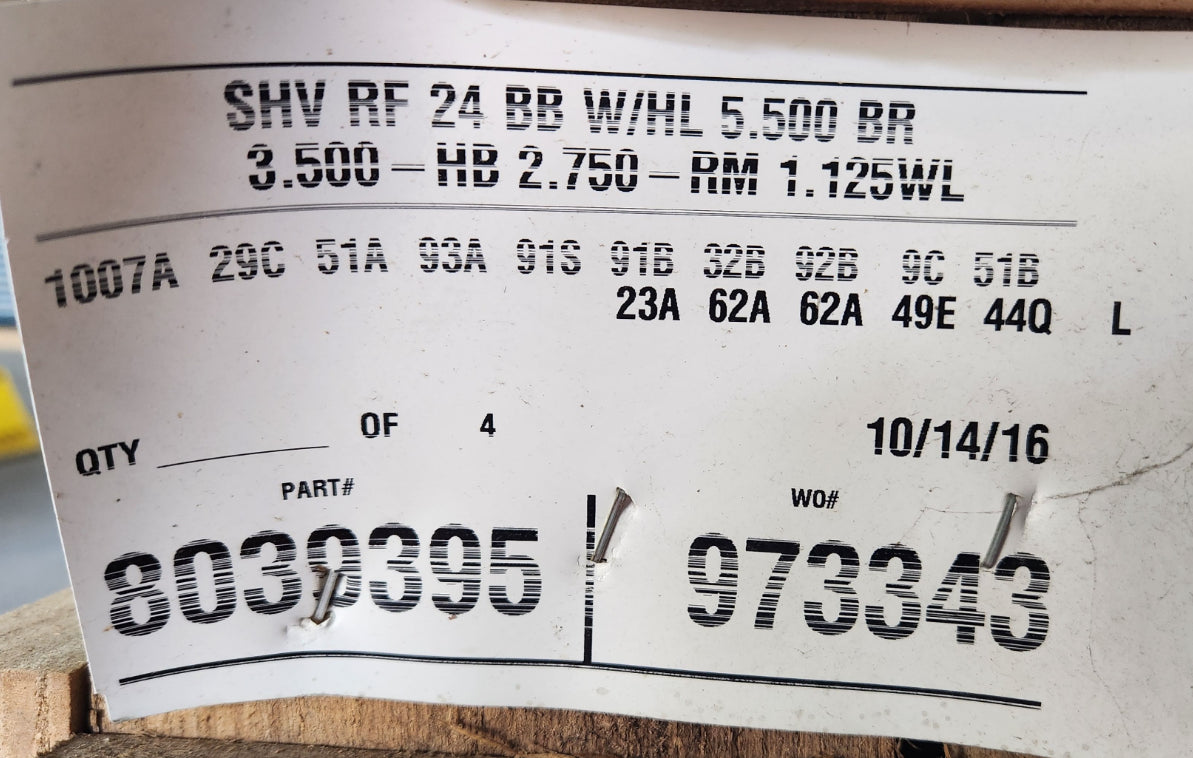 SHV RF 24 BB W/HL 5.500 BR
3.500 – HB 2.750 – RM 1.125WL
1007A 29C 51A 93A 91S 91B 32B 92B 9C 51B
23A 62A 62A 49E 44Q L
QTY ________ OF 4
10/14/16
PART#
8039395
WO#
973343